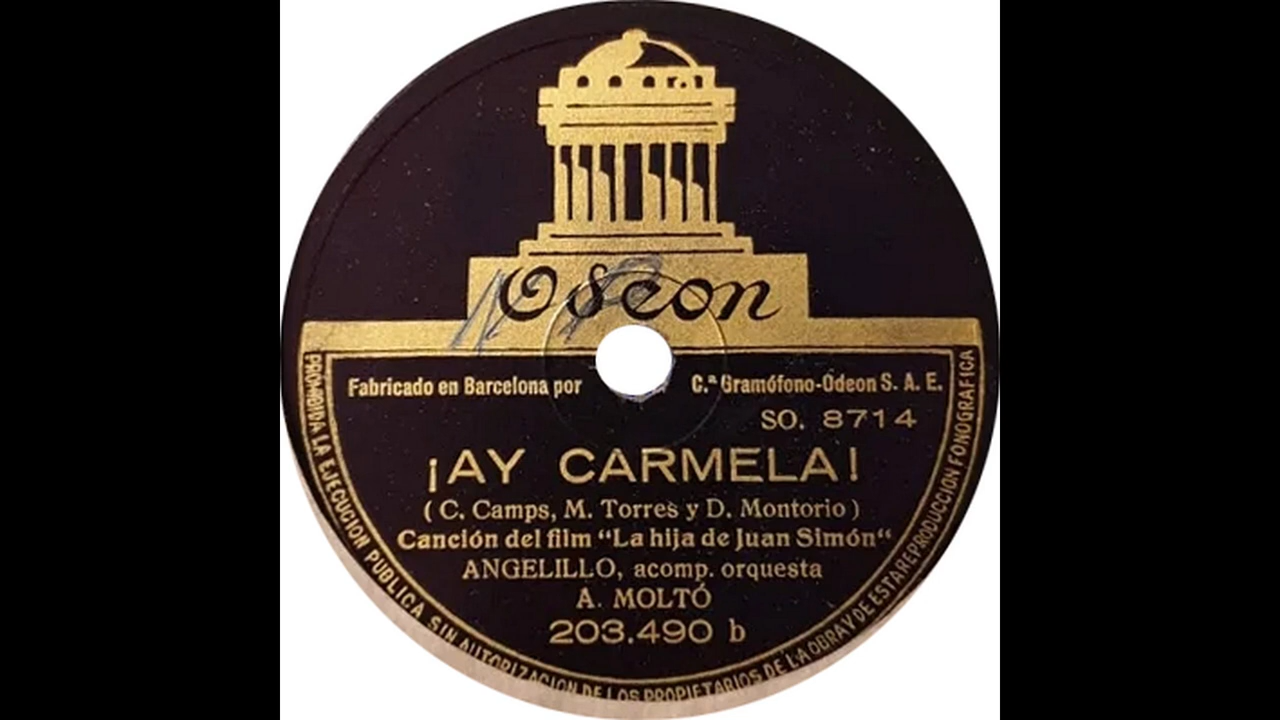 Odeon
Fabricado en Barcelona por C.ª Gramófono-Odeon S. A. E.
SO. 8714
¡AY CARMELA!
( C. Camps, M. Torres y D. Montorio )
Canción del film “La hija de Juan Simón“
ANGELILLO, acomp. orquesta
A. MOLTÓ
203.490 b
PROHIBIDA LA EJECUCION PUBLICA SIN AUTORIZACION DE LOS PROPIETARIOS DE LA OBRA Y DE ESTA REPRODUCCION FONOGRAFICA